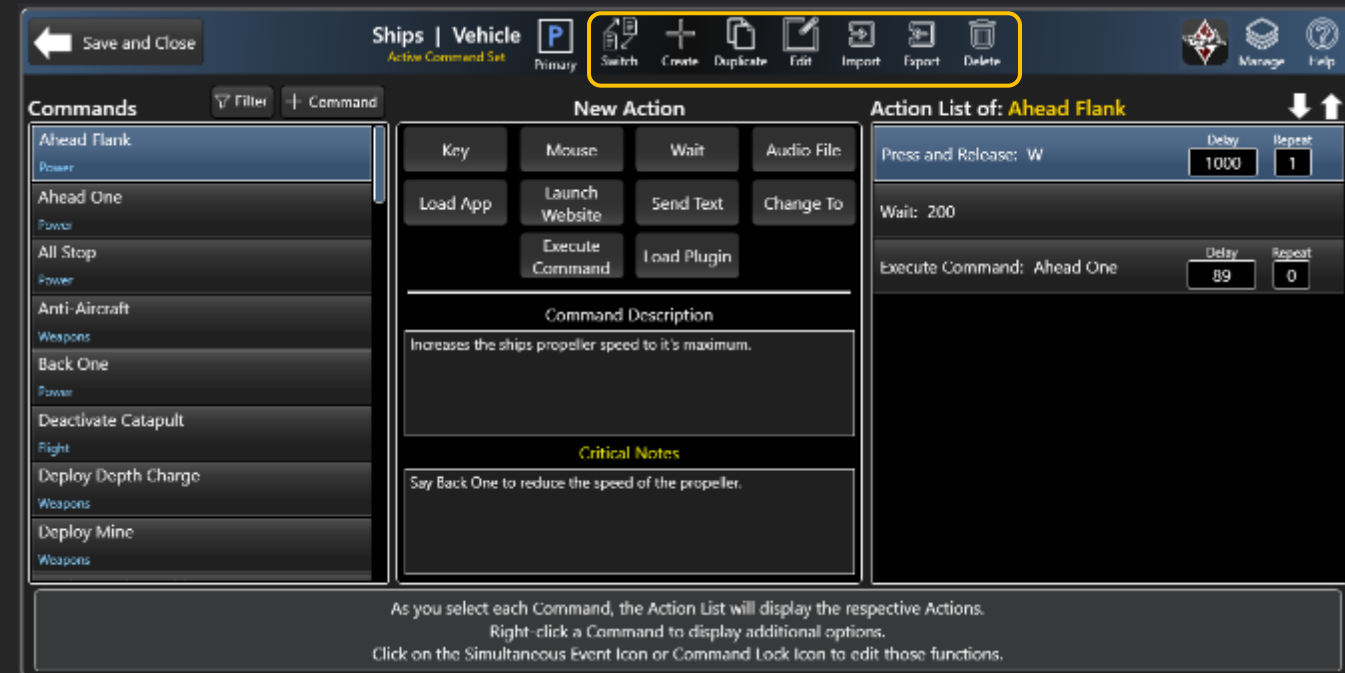 Save and Close
Ships | Vehicle
Active Command Set
P
Primary
Switch
Create
Duplicate
Edit
Import
Export
Delete
Manage
Help
Commands
Filter
+ Command
New Action
Action List of: Ahead Flank
Ahead Flank
Power
Ahead One
Power
All Stop
Power
Anti-Aircraft
Weapons
Back One
Power
Deactivate Catapult
Flight
Deploy Depth Charge
Weapons
Deploy Mine
Weapons
Key
Mouse
Wait
Audio File
Load App
Launch
Website
Send Text
Change To
Execute
Command
Load Plugin
Command Description
Increases the ships propeller speed to it's maximum.
Critical Notes
Say Back One to reduce the speed of the propeller.
Press and Release: W
Delay
1000
Repeat
1
Wait: 200
Execute Command: Ahead One
Delay
89
Repeat
0
As you select each Command, the Action List will display the respective Actions.
Right-click a Command to display additional options.
Click on the Simultaneous Event Icon or Command Lock Icon to edit those functions.